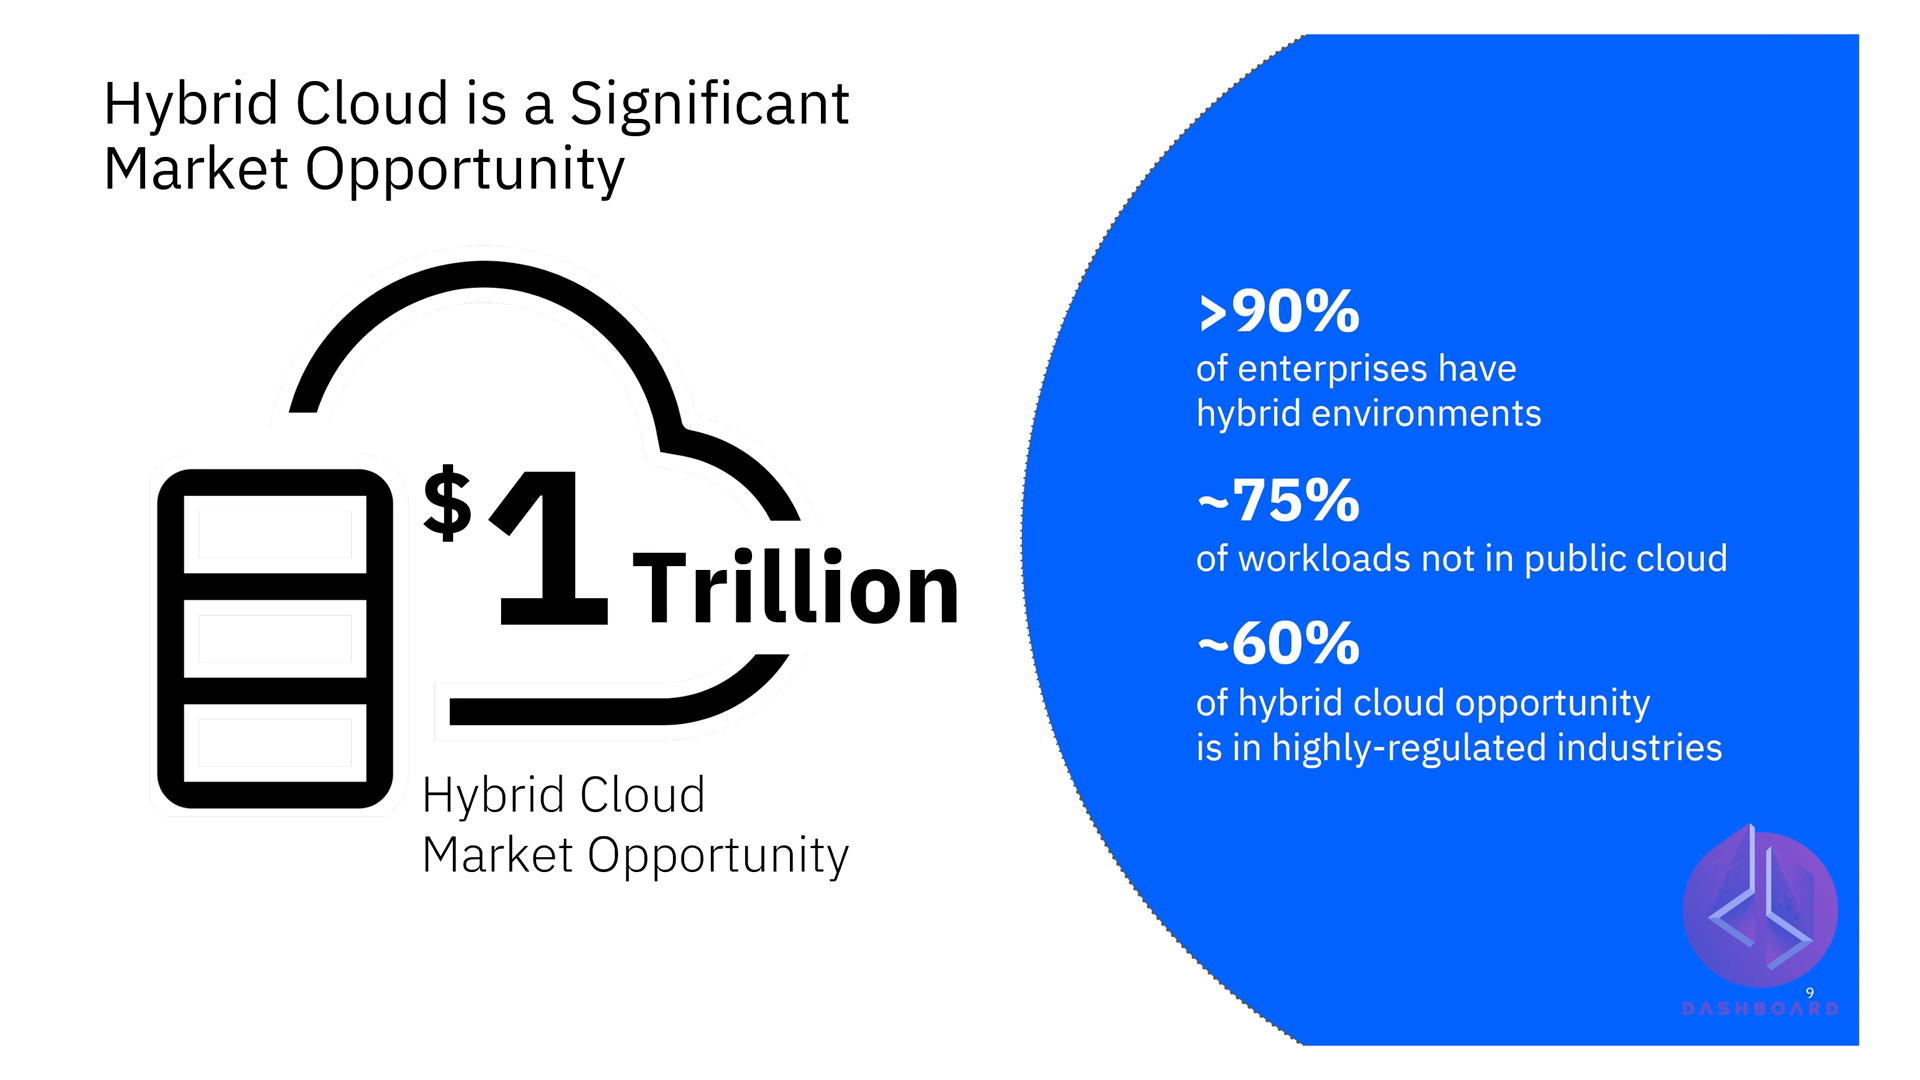 Hybrid Cloud is a Significant
Market Opportunity
$1 Trillion
Hybrid Cloud
Market Opportunity
>90%
of enterprises have
hybrid environments
~75%
of workloads not in public cloud
~60%
of hybrid cloud opportunity
is in highly-regulated industries
9
DASHBOARD